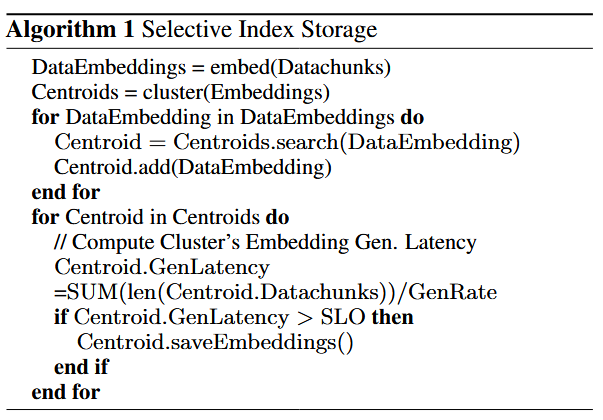 Algorithm 1 Selective Index Storage
DataEmbeddings = embed(Datachunks)
Centroids = cluster(Embeddings)
for DataEmbedding in DataEmbeddings do
Centroid = Centroids.search(DataEmbedding)
Centroid.add(DataEmbedding)
end for
for Centroid in Centroids do
// Compute Cluster's Embedding Gen. Latency
Centroid.GenLatency
=SUM(len(Centroid.Datachunks))/GenRate
if Centroid.GenLatency > SLO then
Centroid.saveEmbeddings()
end if
end for